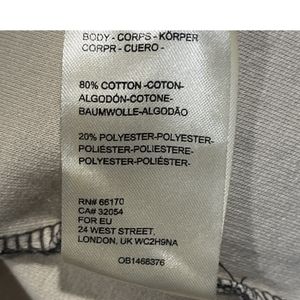 BODY - CORPS - KÖRPER
CORPR - CUERO -
80% COTTON -COTON-
ALGODÓN-COTONE-
BAUMWOLLE-ALGODÃO
20% POLYESTER-POLYESTER-
POLIÉSTER-POLIESTERE-
POLYESTER-POLIÉSTER-
RN# 66170
CA# 32054
FOR EU
24 WEST STREET,
LONDON, UK WC2H9NA
OB1468376